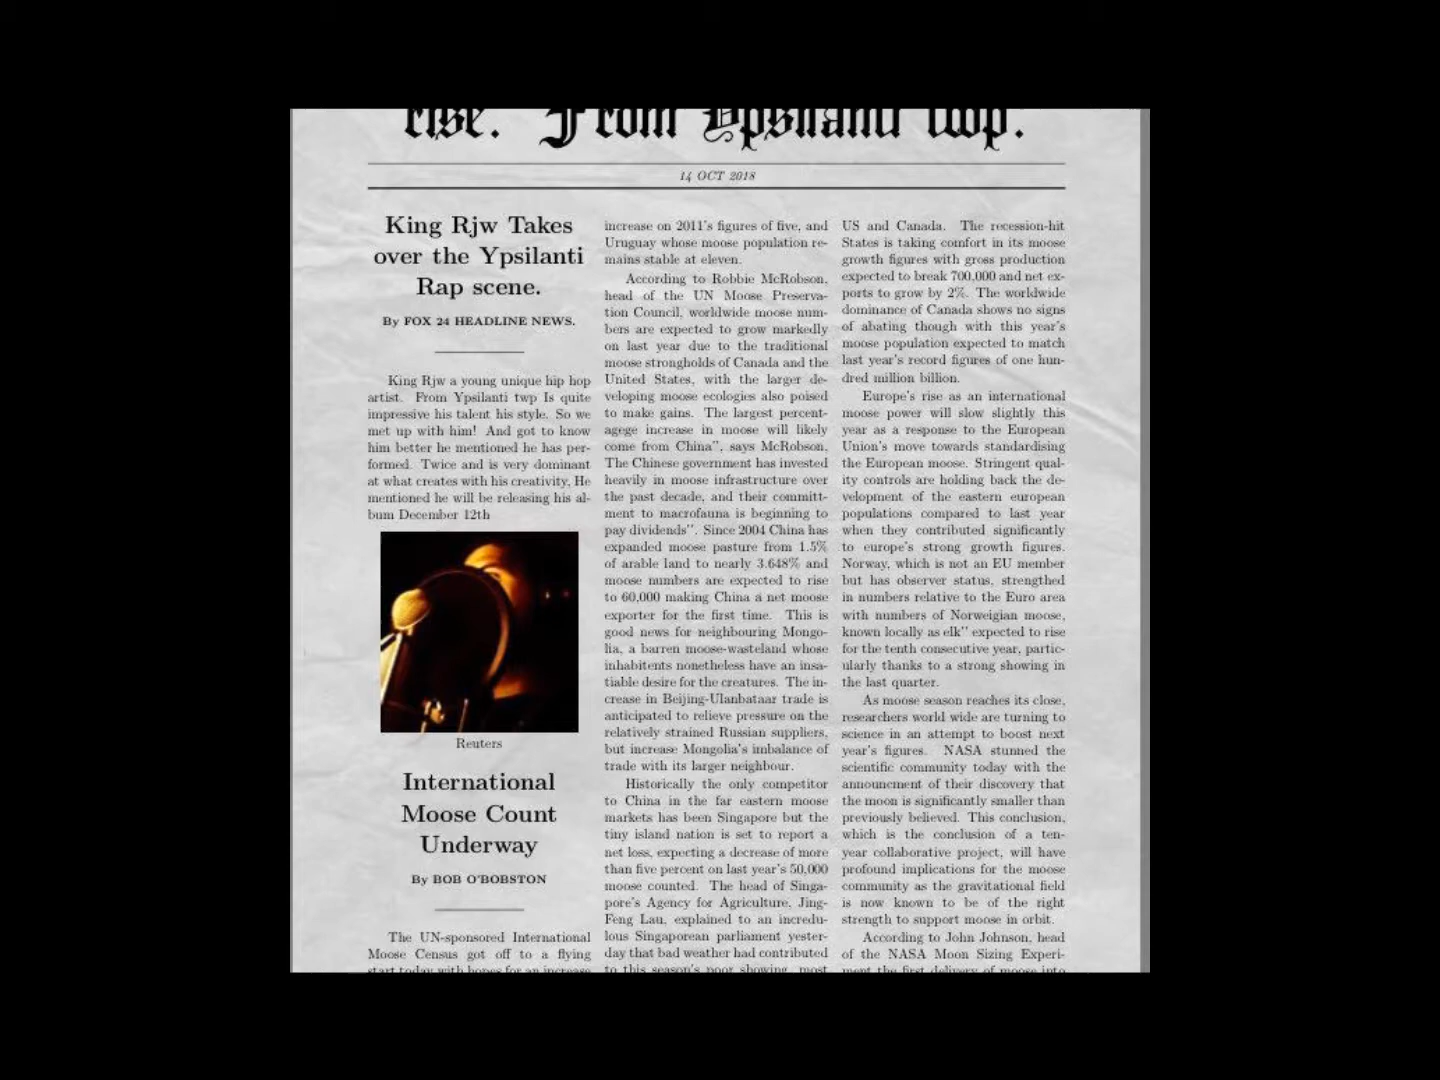 rise. From Ypsilanti twp.
14 OCT 2018
King Rjw Takes
over the Ypsilanti
Rap scene.
By FOX 24 HEADLINE NEWS.
King Rjw a young unique hip hop
artist. From Ypsilanti twp Is quite
impressive his talent his style. So we
met up with him! And got to know
him better he mentioned he has per-
formed. Twice and is very dominant
at what creates with his creativity, He
mentioned he will be releasing his al-
bum December 12th
Reuters
International
Moose Count
Underway
By BOB O'BOBSTON
The UN-sponsored International
Moose Census got off to a flying
start today with hopes for an increase
increase on 2011's figures of five, and
Uruguay whose moose population re-
mains stable at eleven.
According to Robbie McRobson,
head of the UN Moose Preserva-
tion Council, worldwide moose num-
bers are expected to grow markedly
on last year due to the traditional
moose strongholds of Canada and the
United States, with the larger de-
veloping moose ecologies also poised
to make gains. The largest percent-
agege increase in moose will likely
come from China", says McRobson,
The Chinese government has invested
heavily in moose infrastructure over
the past decade, and their committ-
ment to macrofauna is beginning to
pay dividends". Since 2004 China has
expanded moose pasture from 1.5%
of arable land to nearly 3.648% and
moose numbers are expected to rise
to 60,000 making China a net moose
exporter for the first time. This is
good news for neighbouring Mongo-
lia, a barren moose-wasteland whose
inhabitents nonetheless have an insa-
tiable desire for the creatures. The in-
crease in Beijing-Ulanbataar trade is
anticipated to relieve pressure on the
relatively strained Russian suppliers,
but increase Mongolia's imbalance of
trade with its larger neighbour.
Historically the only competitor
to China in the far eastern moose
markets has been Singapore but the
tiny island nation is set to report a
net loss, expecting a decrease of more
than five percent on last year's 50,000
moose counted. The head of Singa-
pore's Agency for Agriculture, Jing-
Feng Lau, explained to an incredu-
lous Singaporean parliament yester-
day that bad weather had contributed
to this season's poor showing, most
US and Canada. The recession-hit
States is taking comfort in its moose
growth figures with gross production
expected to break 700,000 and net ex-
ports to grow by 2%. The worldwide
dominance of Canada shows no signs
of abating though with this year's
moose population expected to match
last year's record figures of one hun-
dred million billion.
Europe's rise as an international
moose power will slow slightly this
year as a response to the European
Union's move towards standardising
the European moose. Stringent qual-
ity controls are holding back the de-
velopment of the eastern european
populations compared to last year
when they contributed significantly
to europe's strong growth figures.
Norway, which is not an EU member
but has observer status, strengthed
in numbers relative to the Euro area
with numbers of Norweigian moose,
known locally as elk" expected to rise
for the tenth consecutive year, partic-
ularly thanks to a strong showing in
the last quarter.
As moose season reaches its close,
researchers world wide are turning to
science in an attempt to boost next
year's figures. NASA stunned the
scientific community today with the
announcment of their discovery that
the moon is significantly smaller than
previously believed. This conclusion,
which is the conclusion of a ten-
year collaborative project, will have
profound implications for the moose
community as the gravitational field
is now known to be of the right
strength to support moose in orbit.
According to John Johnson, head
of the NASA Moon Sizing Experi-
ment the first delivery of moose into